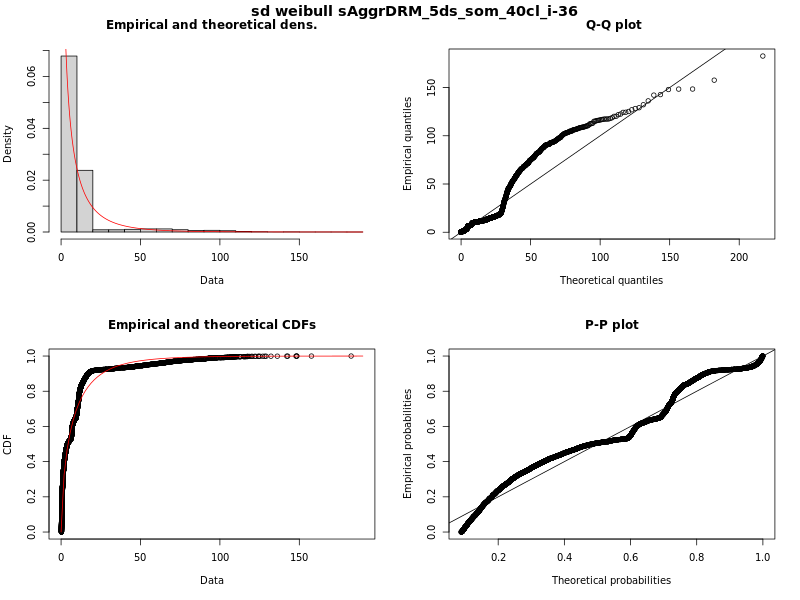 sd weibull sAggrDRM_5ds_som_40cl_i-36
Empirical and theoretical dens.
Density
0.00 0.02 0.04 0.06
0 50 100 150
Data
Q-Q plot
Empirical quantiles
0 50 100 150
0 50 100 150 200
Theoretical quantiles
Empirical and theoretical CDFs
CDF
0.0 0.2 0.4 0.6 0.8 1.0
0 50 100 150
Data
P-P plot
Empirical probabilities
0.0 0.2 0.4 0.6 0.8 1.0
0.2 0.4 0.6 0.8 1.0
Theoretical probabilities